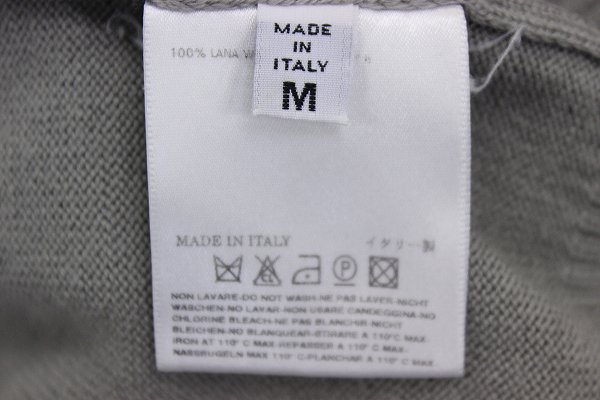 MADE
IN
ITALY
M
100% LANA
MADE IN ITALY イタリー製
NON LAVARE-DO NOT WASH-NE PAS LAVER-NICHT
WASCHEN-NO LAVAR-NON USARE CANDEGGINA-NO
CHLORINE BLEACH-NE PAS BLANCHIR-NICHT
BLEICHEN-NO BLANQUEAR-STIRARE A 110°C MAX.
IRON AT 110° C MAX-REPASSER A 110° C MAX.
NASSBUGELN MAX 110° C-PLANCHAR A 110° C MAX.